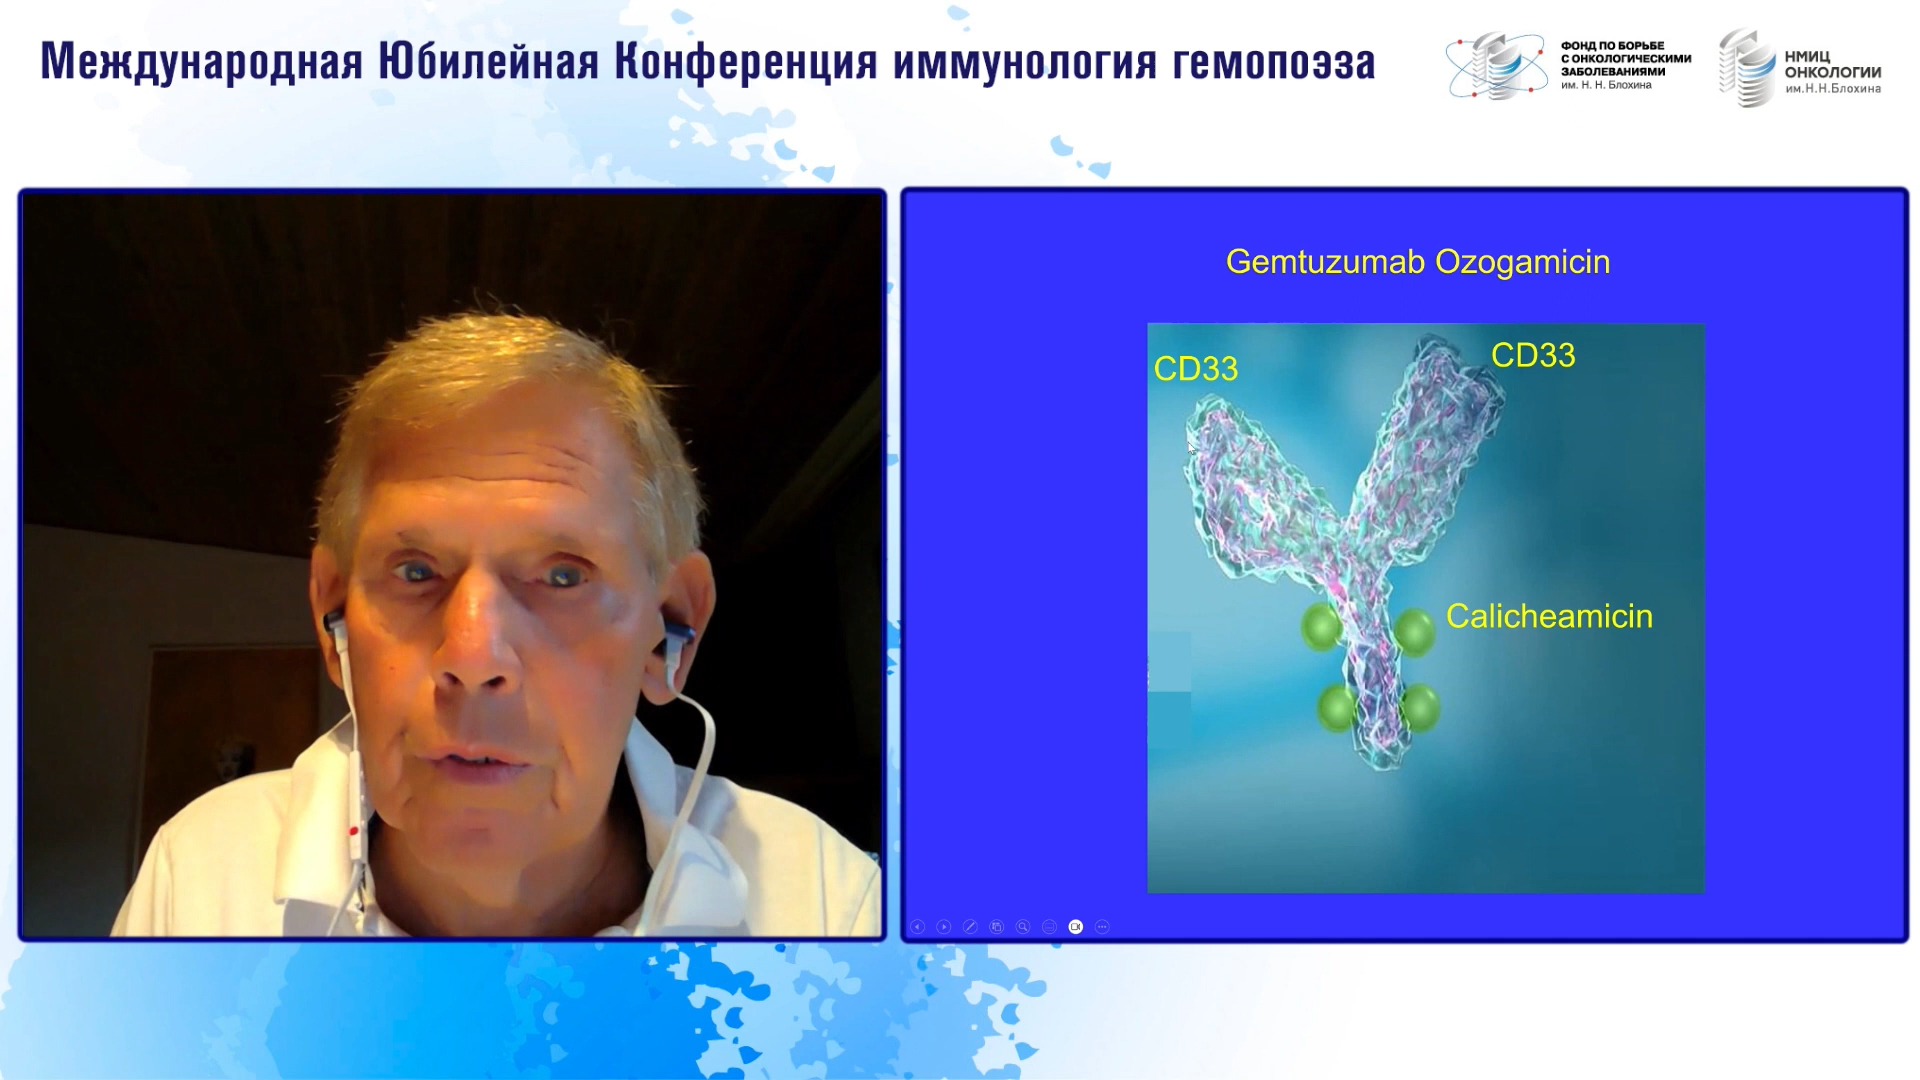 Международная Юбилейная Конференция иммунология гемопоэза
ФОНД ПО БОРЬБЕ
С ОНКОЛОГИЧЕСКИМИ
ЗАБОЛЕВАНИЯМИ
им. Н. Н. Блохина
НМИЦ
ОНКОЛОГИИ
им.Н.Н.Блохина
Gemtuzumab Ozogamicin
CD33
CD33
Calicheamicin